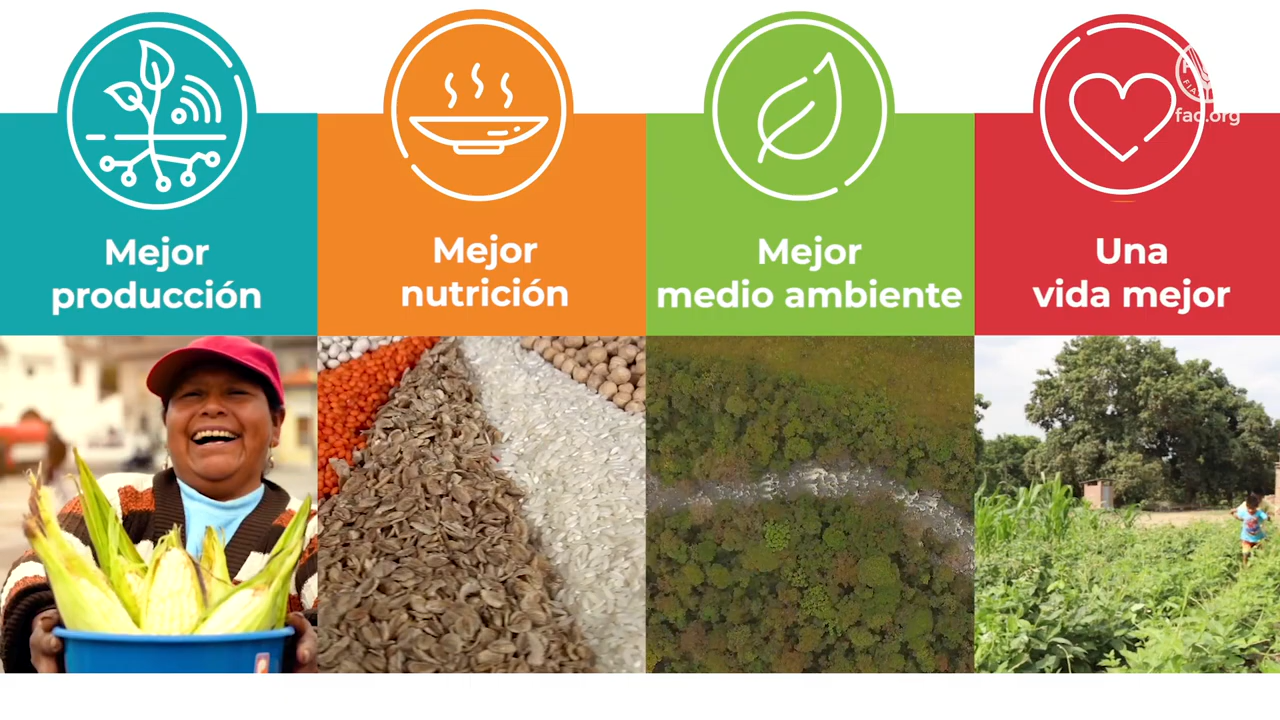 Mejor
producción
Mejor
nutrición
Mejor
medio ambiente
Una
vida mejor
fao.org